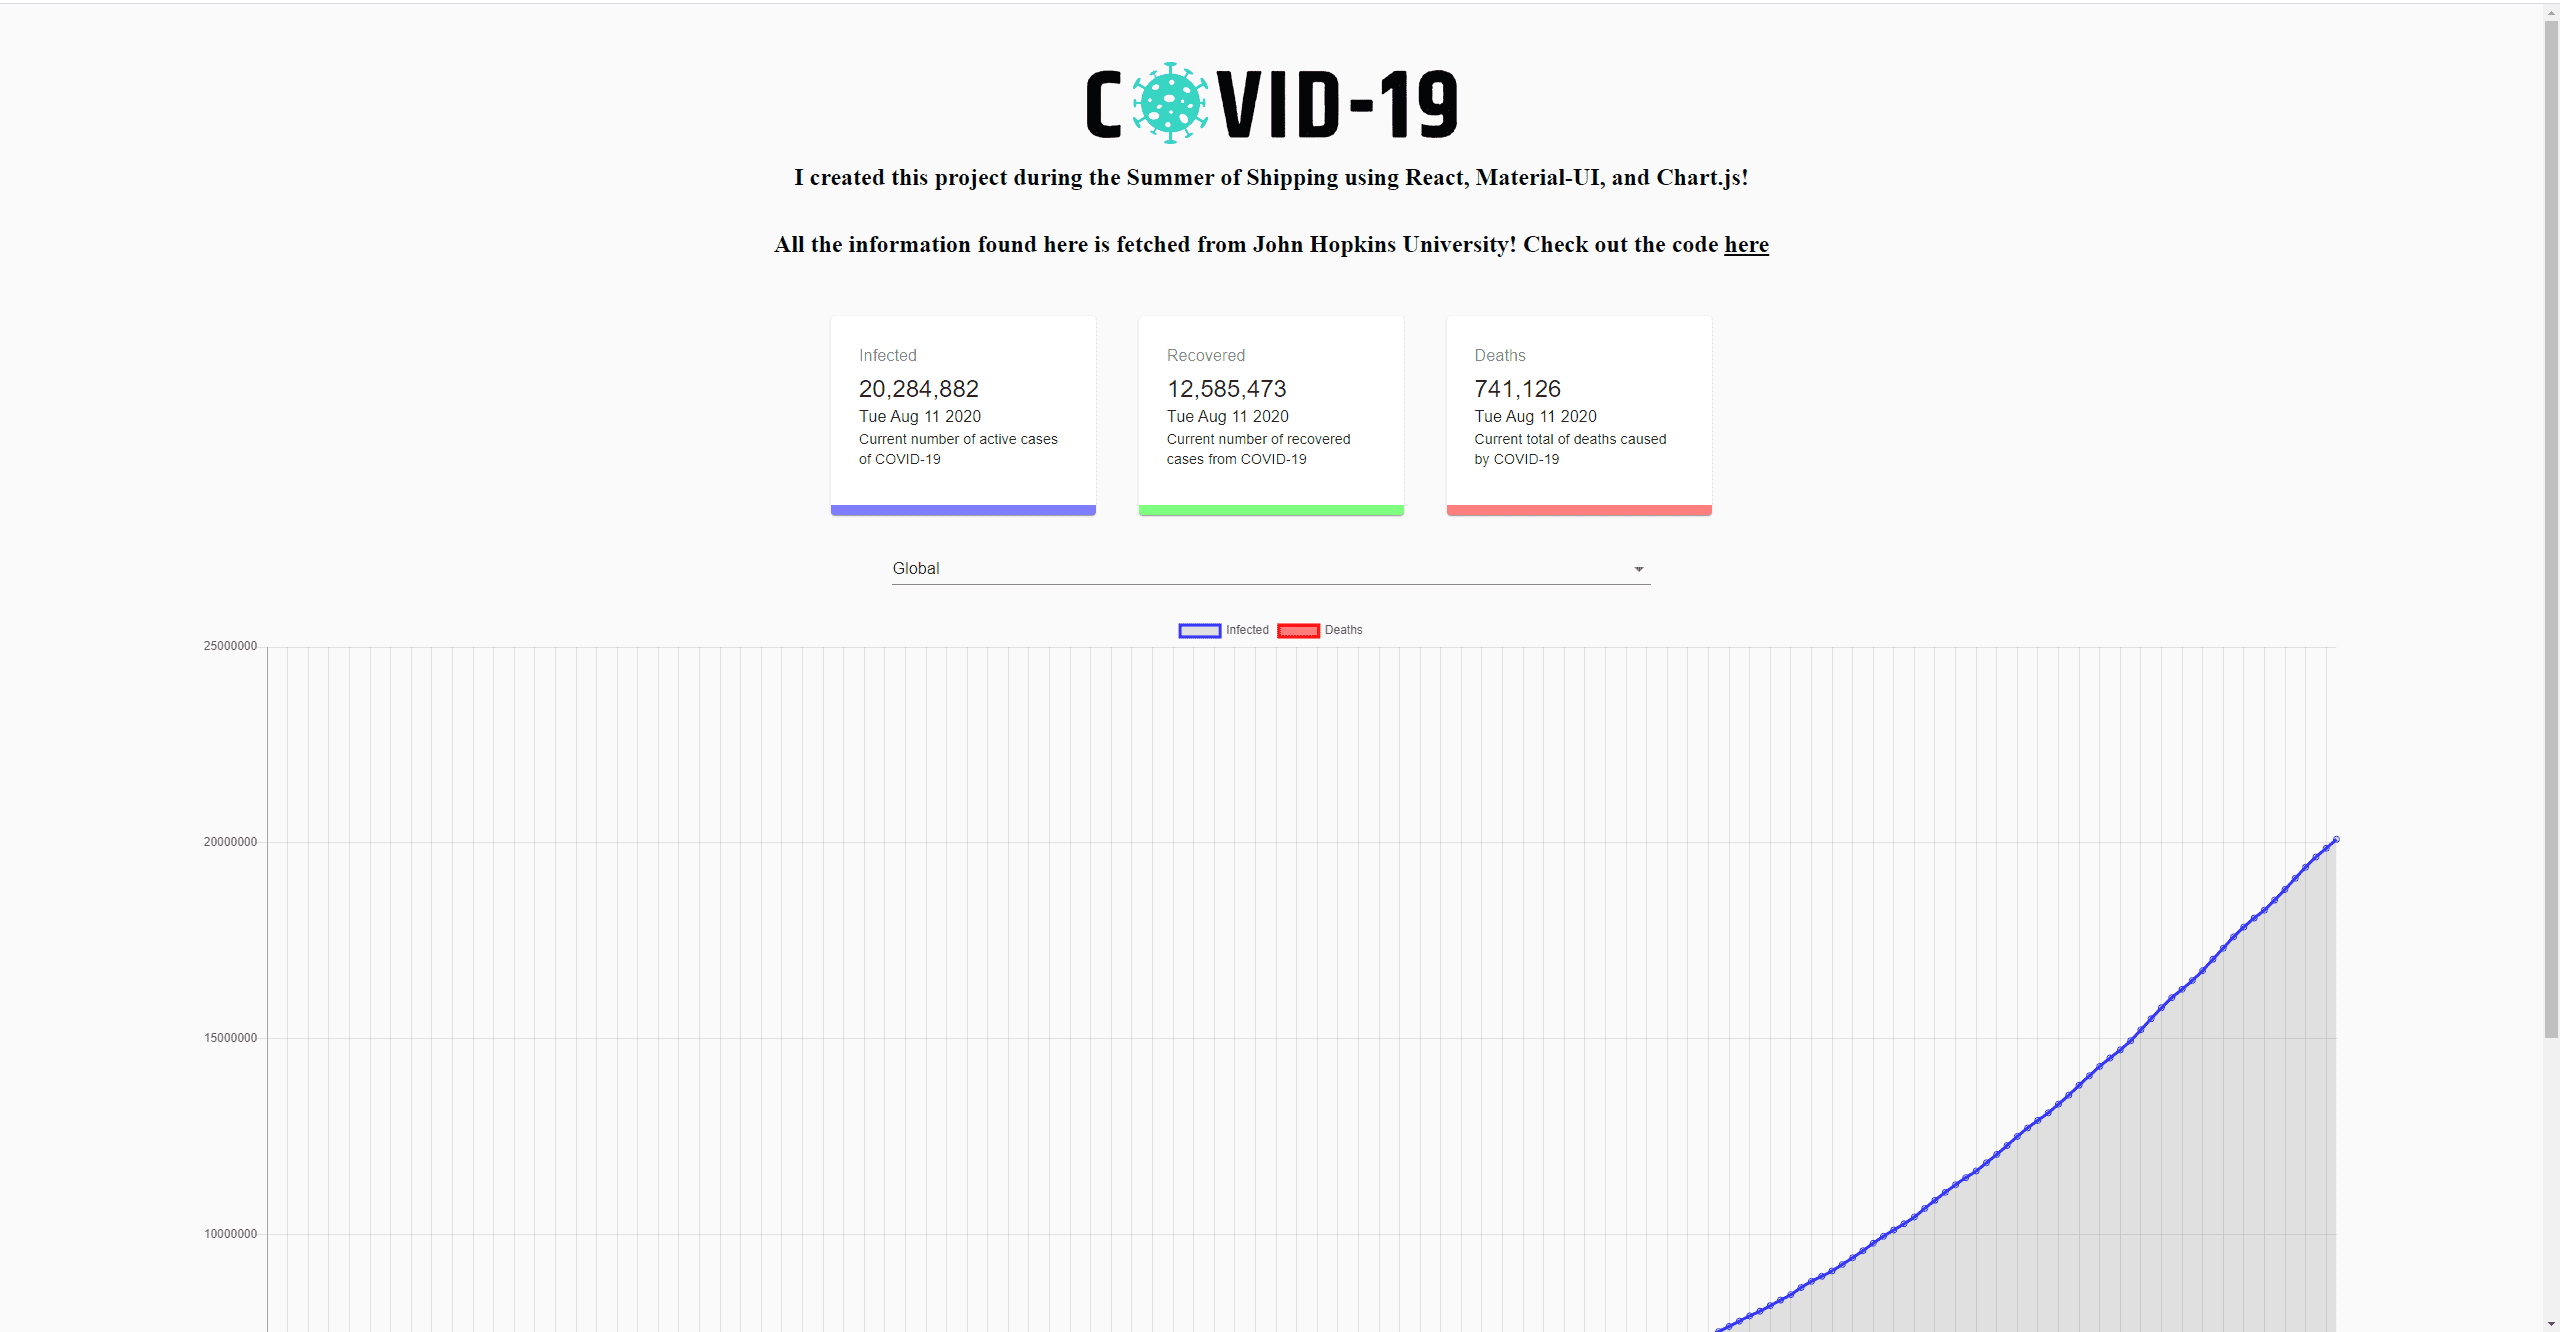 COVID-19
I created this project during the Summer of Shipping using React, Material-UI, and Chart.js!
All the information found here is fetched from John Hopkins University! Check out the code here
Infected
20,284,882
Tue Aug 11 2020
Current number of active cases
of COVID-19
Recovered
12,585,473
Tue Aug 11 2020
Current number of recovered
cases from COVID-19
Deaths
741,126
Tue Aug 11 2020
Current total of deaths caused
by COVID-19
Global
Infected Deaths
25000000
20000000
15000000
10000000